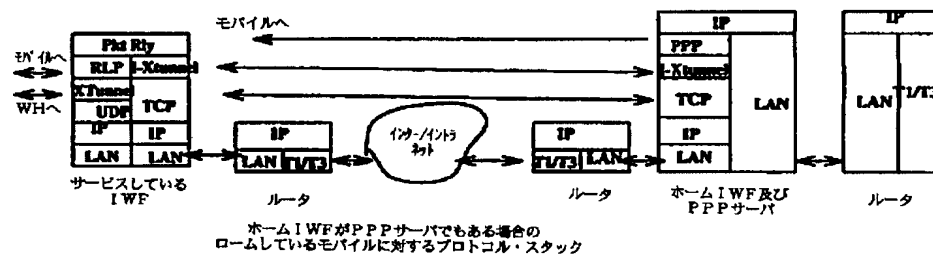 モバイルへ
IP
IP
Pkt Rly
PPP
モバイルへ
RLP
I-Xtunnel
I-Xtunnel
XTunnel
WHへ
TCP
TCP
LAN
LAN
T1/T3
UDP
IP
IP
IP
インター/イントラ
ネット
IP
IP
LAN
LAN
LAN
T1/T3
T1/T3
LAN
LAN
サービスしている
IWF
ルータ
ルータ
ホームIWF及び
PPPサーバ
ルータ
ホームIWFがPPPサーバでもある場合の
ロームしているモバイルに対するプロトコル・スタック